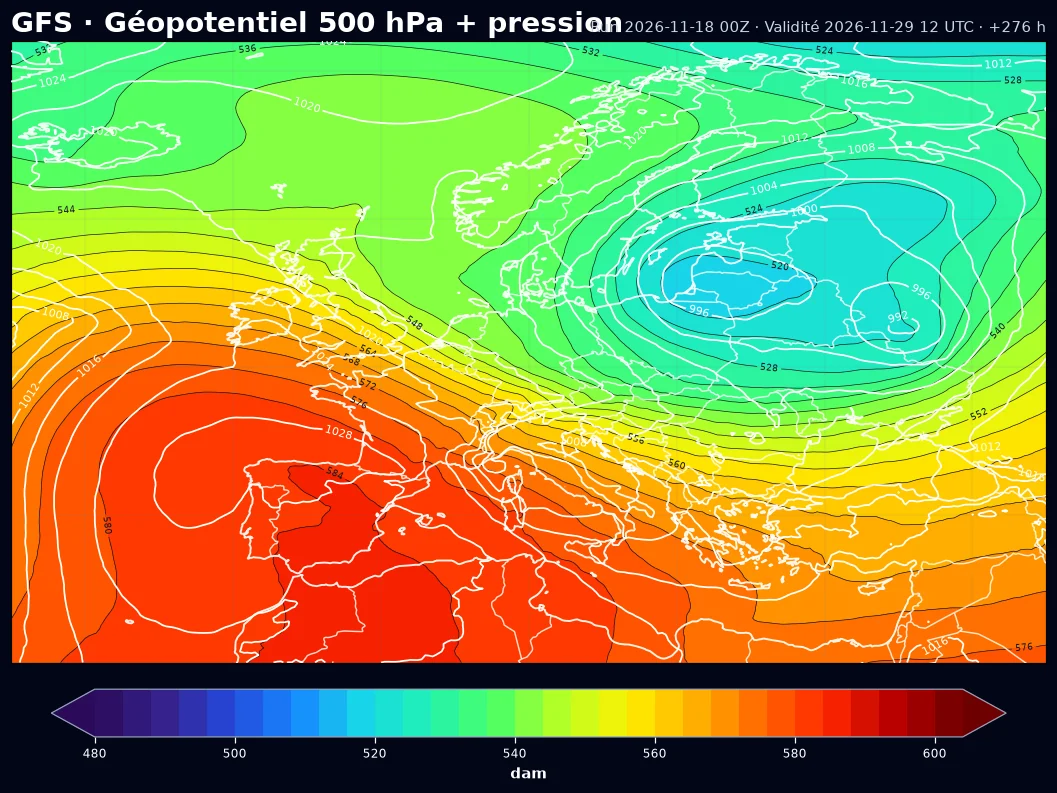 GFS · Géopotentiel 500 hPa + pression
2026-11-18 00Z · Validité 2026-11-29 12 UTC · +276 h
536 1024 532 524 1012
1024 1016 528
1020
1020 1020 1012
1008
1004
544 524 1000
1020 520
996
1008 996 992
548 540
1020
564
1016 568 528
572
1012 576
552
1028 556 1012
560
584 1016
580
1016 576
480 500 520 540 560 580 600
dam